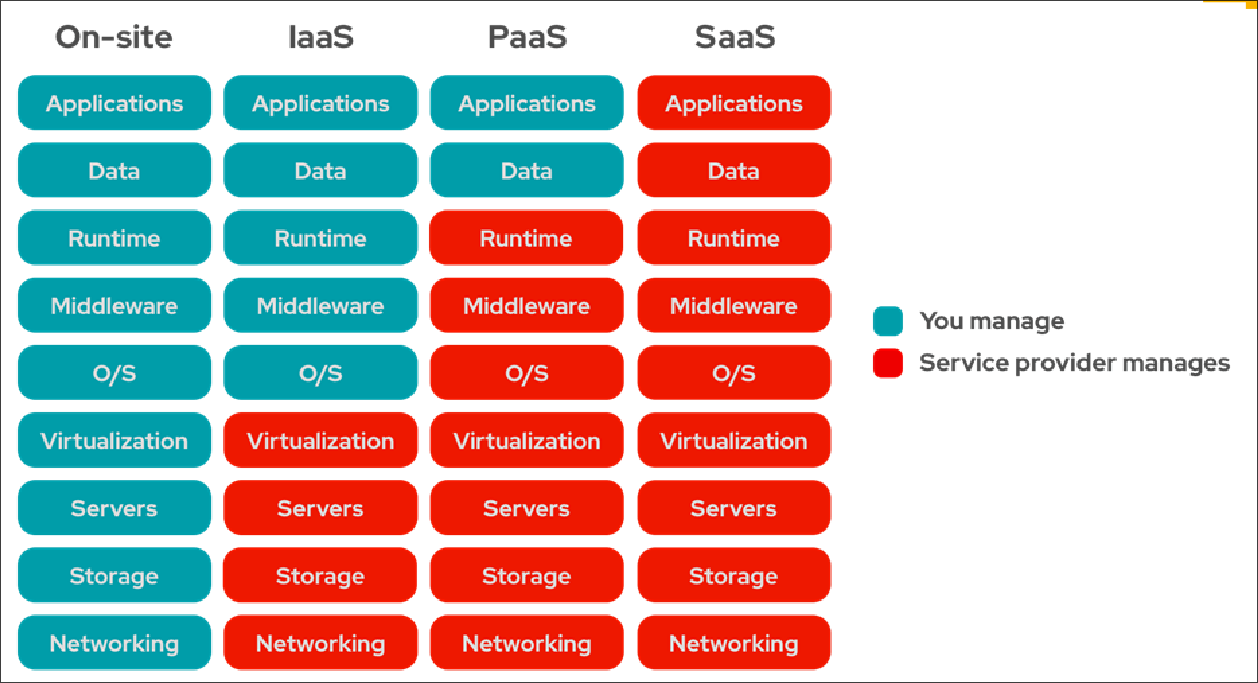 On-site IaaS PaaS SaaS
Applications Applications Applications Applications
Data Data Data Data
Runtime Runtime Runtime Runtime
Middleware Middleware Middleware Middleware
You manage
Service provider manages
O/S O/S O/S O/S
Virtualization Virtualization Virtualization Virtualization
Servers Servers Servers Servers
Storage Storage Storage Storage
Networking Networking Networking Networking